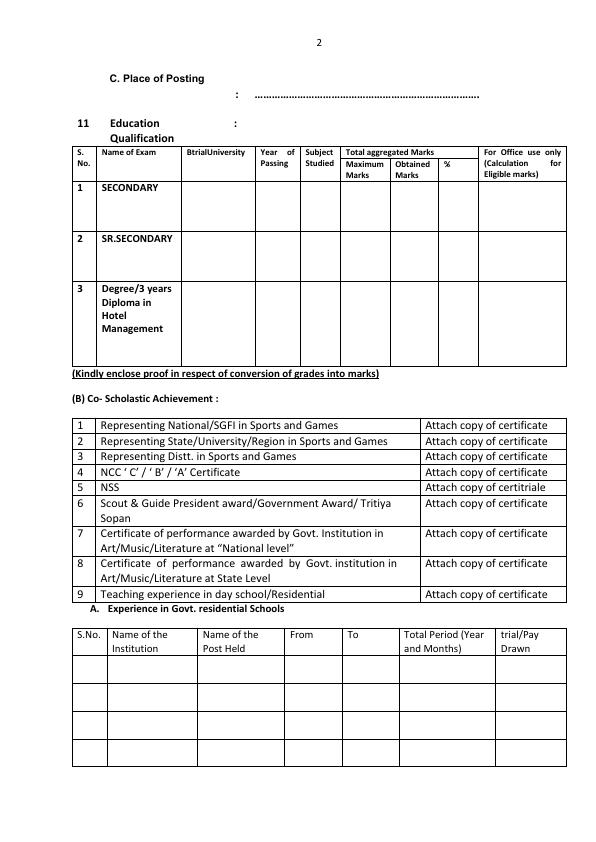 2
C. Place of Posting
: ……………………………………………………………………….
11 Education :
Qualification
S. Name of Exam BtrialUniversity Year of Subject Total aggregated Marks For Office use only
No. Passing Studied Maximum Obtained % (Calculation for
Marks Marks Eligible marks)
1 SECONDARY
2 SR.SECONDARY
3 Degree/3 years
Diploma in
Hotel
Management
(Kindly enclose proof in respect of conversion of grades into marks)
(B) Co- Scholastic Achievement :
1 Representing National/SGFI in Sports and Games Attach copy of certificate
2 Representing State/University/Region in Sports and Games Attach copy of certificate
3 Representing Distt. in Sports and Games Attach copy of certificate
4 NCC ‘ C’ / ‘ B’ / ‘A’ Certificate Attach copy of certificate
5 NSS Attach copy of certitriale
6 Scout & Guide President award/Government Award/ Tritiya Attach copy of certificate
Sopan
7 Certificate of performance awarded by Govt. Institution in Attach copy of certificate
Art/Music/Literature at “National level”
8 Certificate of performance awarded by Govt. institution in Attach copy of certificate
Art/Music/Literature at State Level
9 Teaching experience in day school/Residential Attach copy of certificate
A. Experience in Govt. residential Schools
S.No. Name of the Name of the From To Total Period (Year trial/Pay
Institution Post Held and Months) Drawn